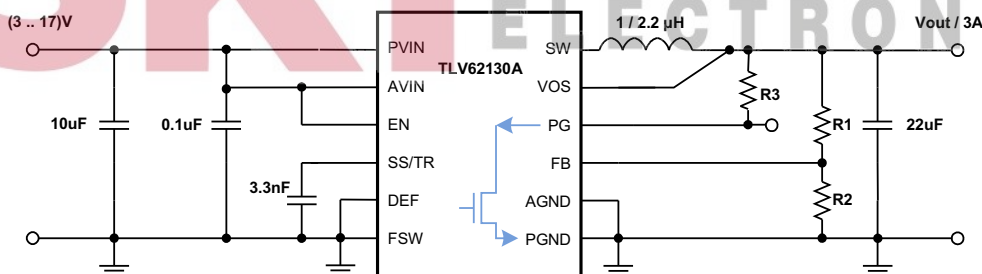 (3 .. 17)V
1 / 2.2 µH
Vout / 3A
ELECTRON
PVIN
SW
TLV62130A
AVIN
VOS
R3
10uF
0.1uF
EN
PG
R1
22uF
SS/TR
FB
3.3nF
DEF
AGND
R2
FSW
PGND